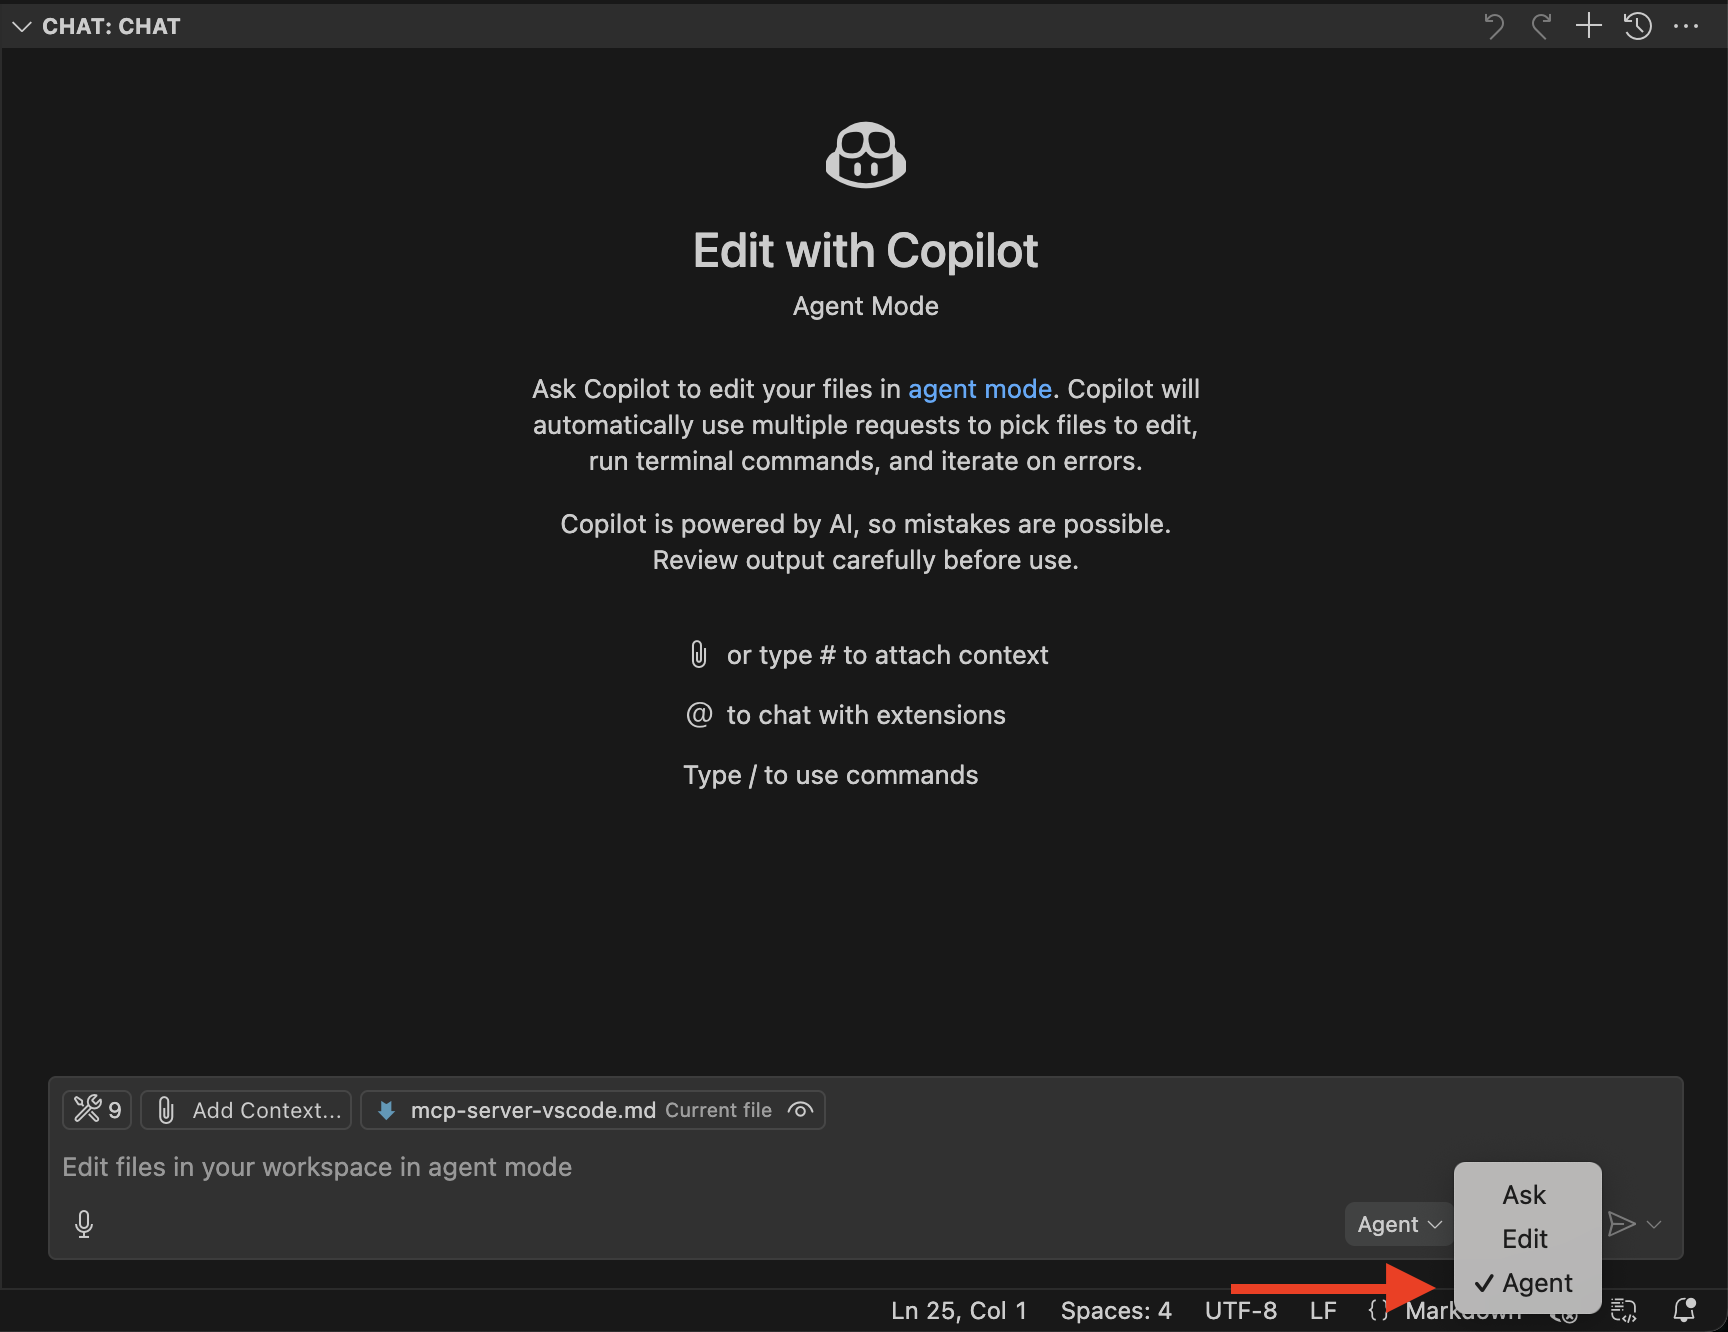 CHAT: CHAT
Edit with Copilot
Agent Mode
Ask Copilot to edit your files in agent mode. Copilot will
automatically use multiple requests to pick files to edit,
run terminal commands, and iterate on errors.
Copilot is powered by AI, so mistakes are possible.
Review output carefully before use.
or type # to attach context
@ to chat with extensions
Type / to use commands
9 Add Context... mcp-server-vscode.md Current file
Edit files in your workspace in agent mode
Agent
Ask
Edit
✓ Agent
Ln 25, Col 1 Spaces: 4 UTF-8 LF {} Markdown